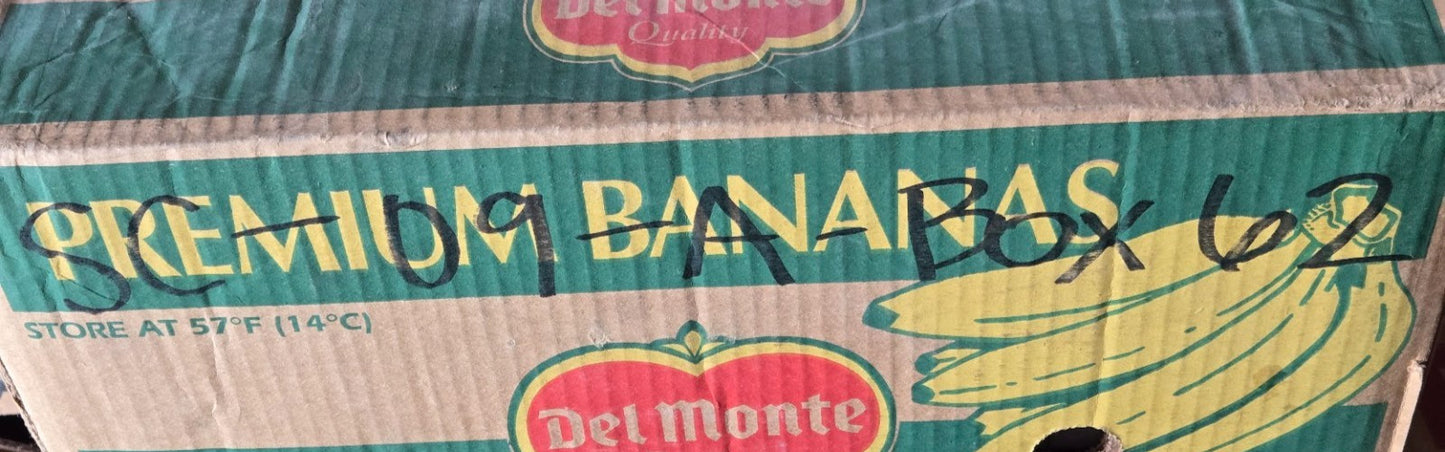 Del Monte
Quality
PREMIUM BANANAS
SC-09-A-Box 62
STORE AT 57°F (14°C)
Del Monte